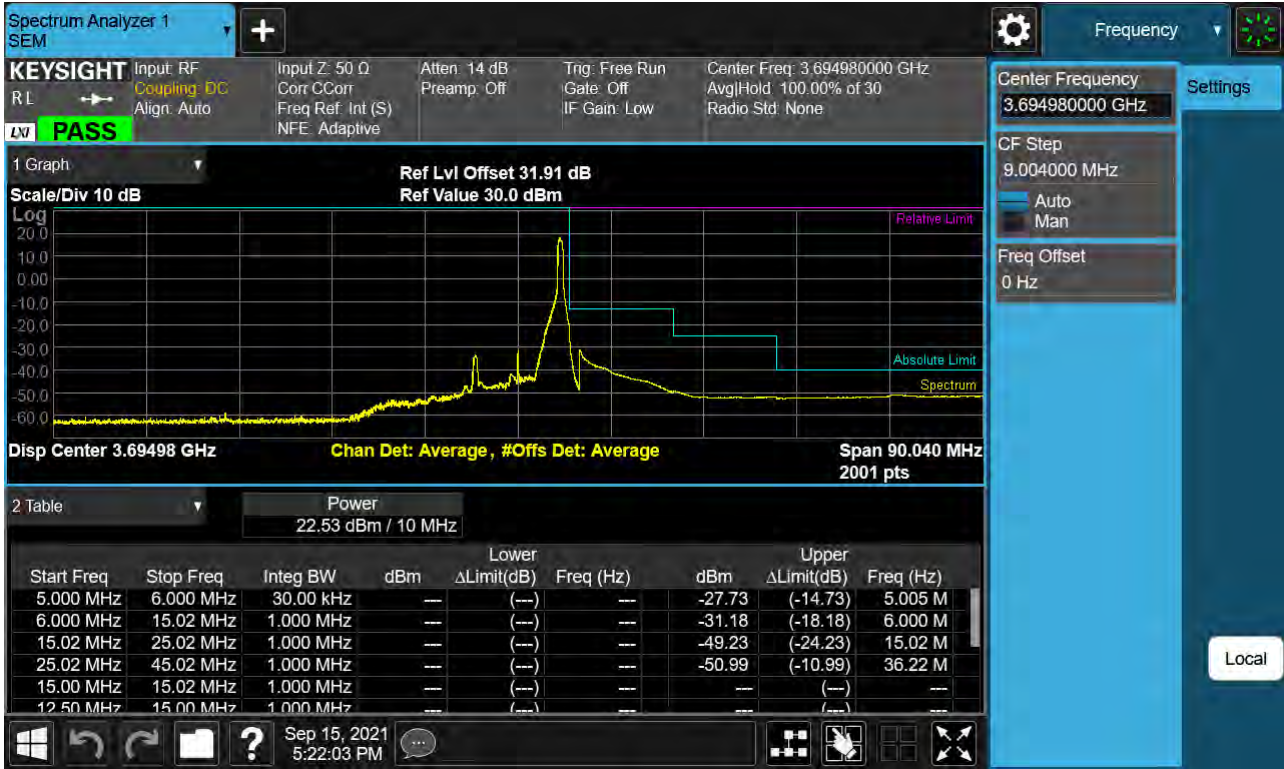 Spectrum Analyzer 1
SEM
Frequency
KEYSIGHT
RL
LXI
PASS
Input: RF
Coupling: DC
Align: Auto
Input Z: 50 Ω
Corr CCorr
Freq Ref: Int (S)
NFE: Adaptive
Atten: 14 dB
Preamp: Off
Trig: Free Run
Gate: Off
IF Gain: Low
Center Freq: 3.694980000 GHz
Avg|Hold: 100.00% of 30
Radio Std: None
Center Frequency
3.694980000 GHz
Settings
CF Step
9.004000 MHz
Auto
Man
Freq Offset
0 Hz
1 Graph
Scale/Div 10 dB
Ref Lvl Offset 31.91 dB
Ref Value 30.0 dBm
Log
20.0
10.0
0.00
-10.0
-20.0
-30.0
-40.0
-50.0
-60.0
Relative Limit
Absolute Limit
Spectrum
Disp Center 3.69498 GHz
Chan Det: Average, #Offs Det: Average
Span 90.040 MHz
2001 pts
2 Table
Power
22.53 dBm / 10 MHz
Lower Upper
Start Freq Stop Freq Integ BW dBm ΔLimit(dB) Freq (Hz) dBm ΔLimit(dB) Freq (Hz)
5.000 MHz 6.000 MHz 30.00 kHz --- (---) --- -27.73 (-14.73) 5.005 M
6.000 MHz 15.02 MHz 1.000 MHz --- (---) --- -31.18 (-18.18) 6.000 M
15.02 MHz 25.02 MHz 1.000 MHz --- (---) --- -49.23 (-24.23) 15.02 M
25.02 MHz 45.02 MHz 1.000 MHz --- (---) --- -50.99 (-10.99) 36.22 M
15.00 MHz 15.02 MHz 1.000 MHz --- (---) --- --- (---) ---
12.50 MHz 15.00 MHz 1.000 MHz --- (---) --- --- (---) ---
Local
?
Sep 15, 2021
5:22:03 PM